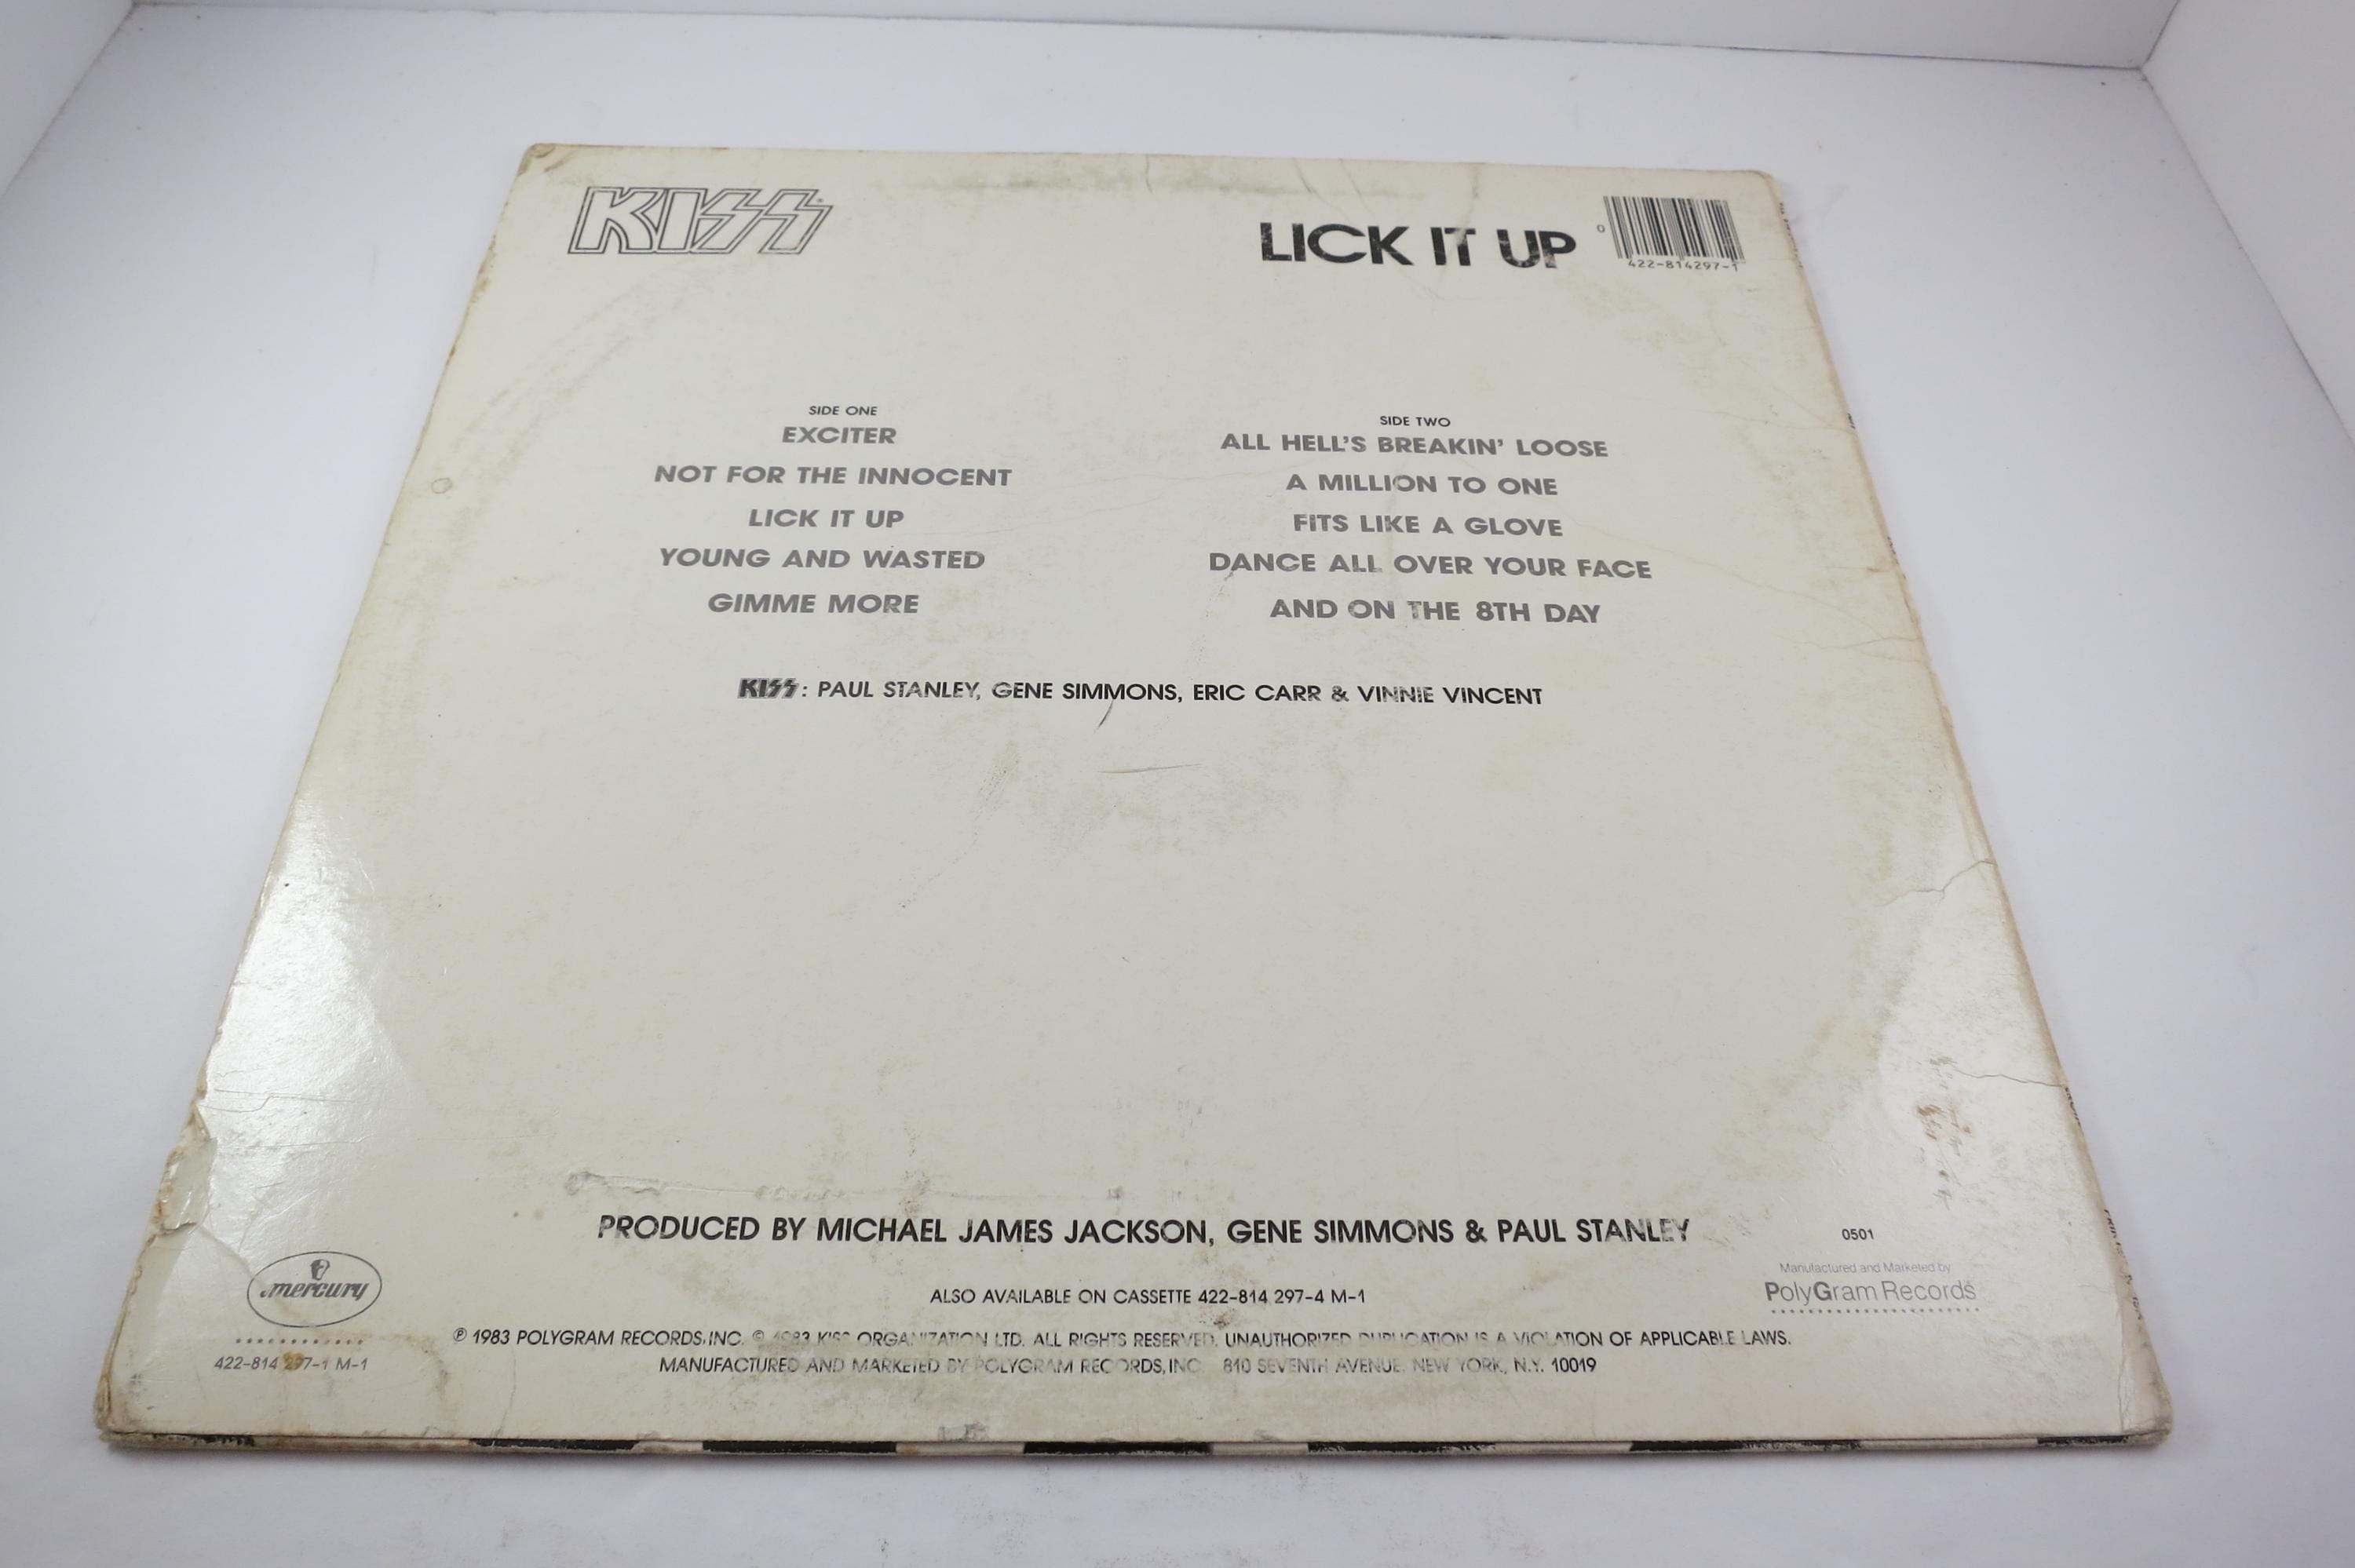 KISS
LICK IT UP
0
422-814297-1
SIDE ONE
EXCITER
NOT FOR THE INNOCENT
LICK IT UP
YOUNG AND WASTED
GIMME MORE
SIDE TWO
ALL HELL'S BREAKIN' LOOSE
A MILLION TO ONE
FITS LIKE A GLOVE
DANCE ALL OVER YOUR FACE
AND ON THE 8TH DAY
KISS: PAUL STANLEY, GENE SIMMONS, ERIC CARR & VINNIE VINCENT
PRODUCED BY MICHAEL JAMES JACKSON, GENE SIMMONS & PAUL STANLEY
0501
Manufactured and Marketed by
PolyGram Records
mercury
422-814 297-1 M-1
ALSO AVAILABLE ON CASSETTE 422-814 297-4 M-1
℗ 1983 POLYGRAM RECORDS, INC. © 1983 KISS ORGANIZATION LTD. ALL RIGHTS RESERVED. UNAUTHORIZED DUPLICATION IS A VIOLATION OF APPLICABLE LAWS.
MANUFACTURED AND MARKETED BY POLYGRAM RECORDS, INC. 810 SEVENTH AVENUE, NEW YORK, N.Y. 10019